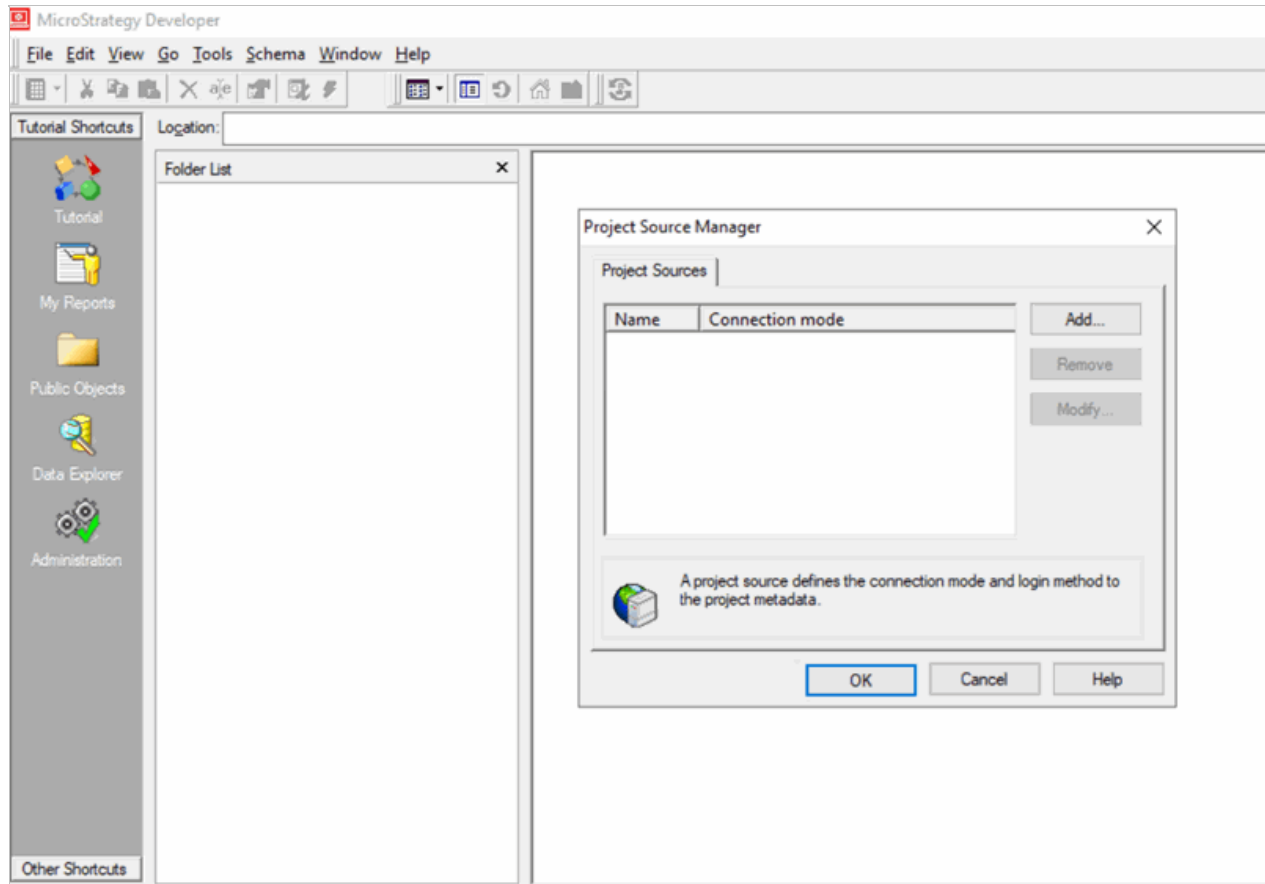 MicroStrategy Developer
File Edit View Go Tools Schema Window Help
Tutorial Shortcuts
Location:
Folder List
Tutorial
My Reports
Public Objects
Data Explorer
Administration
Other Shortcuts
Project Source Manager
Project Sources
Name Connection mode
Add...
Remove
Modify...
A project source defines the connection mode and login method to
the project metadata.
OK Cancel Help